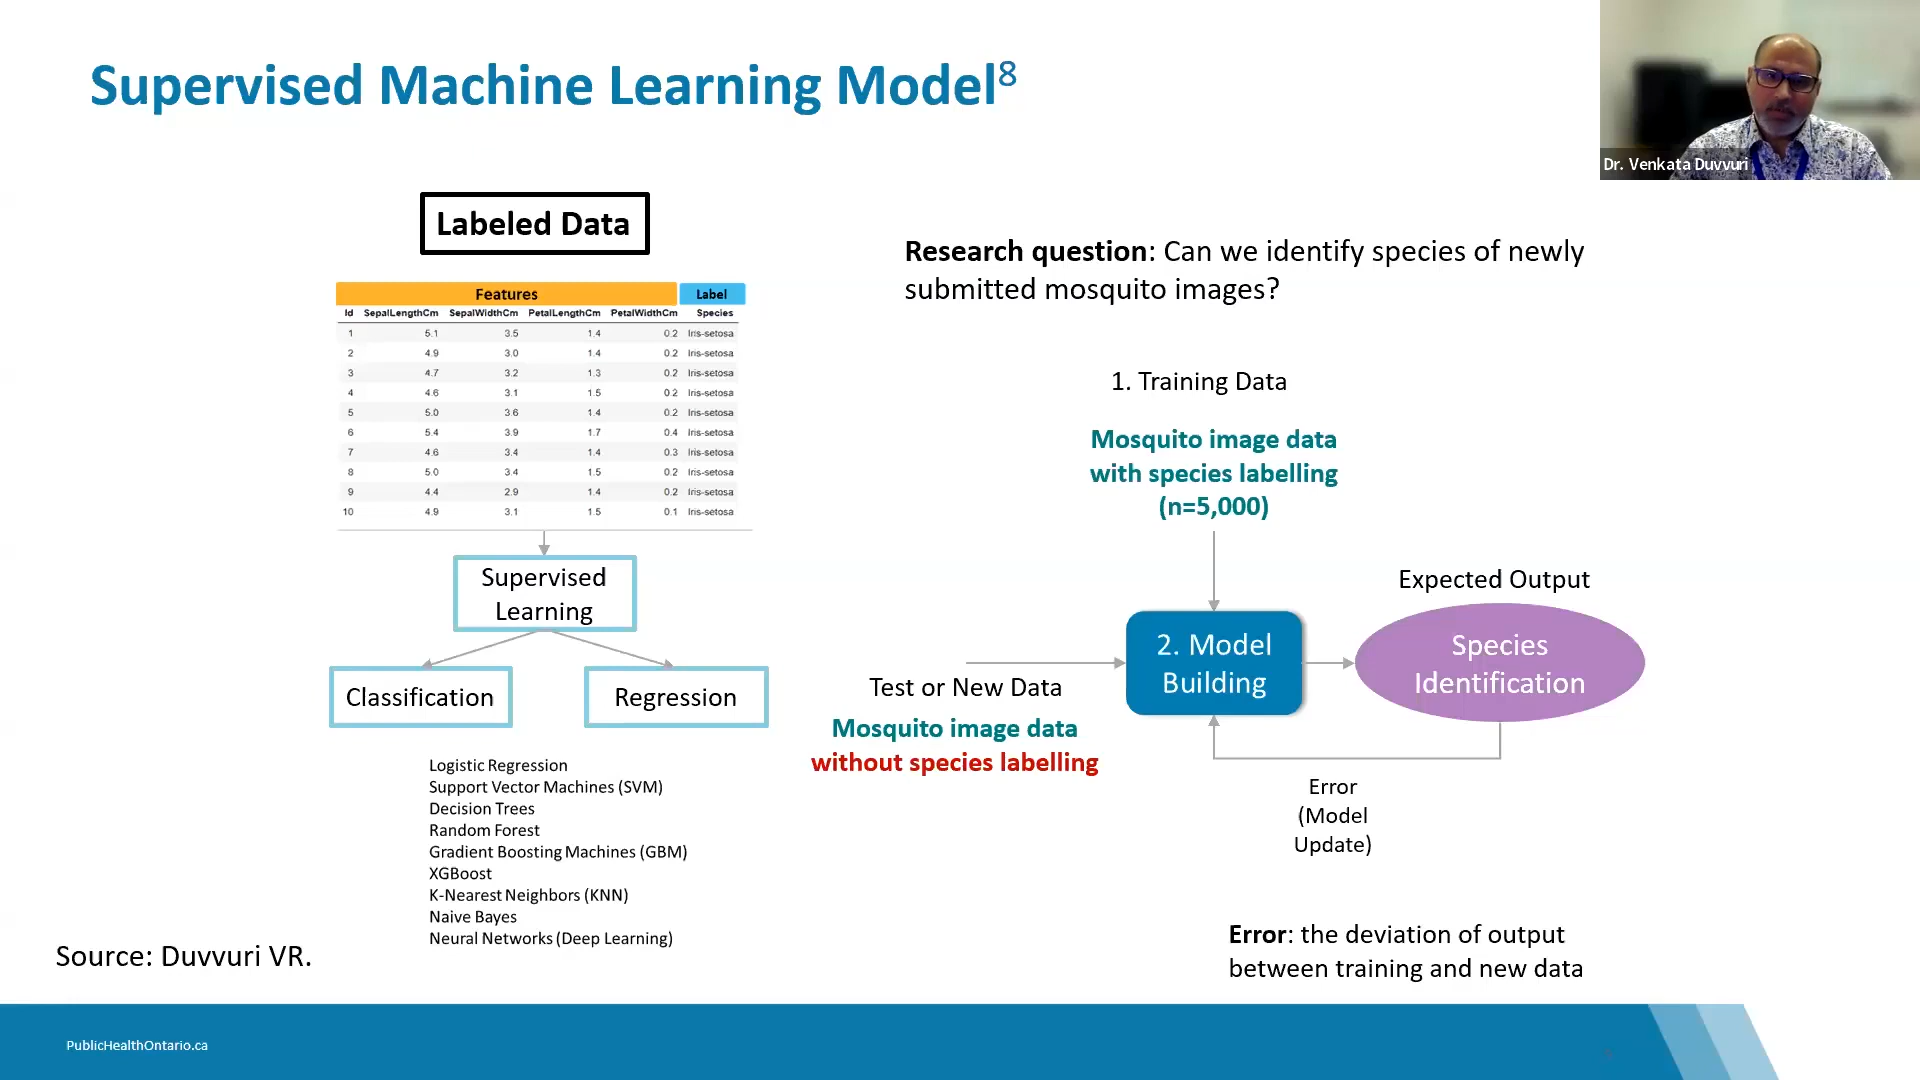 Supervised Machine Learning Model8
Dr. Venkata Duvvuri
Labeled Data
Features Label
Id SepalLengthCm SepalWidthCm PetalLengthCm PetalWidthCm Species
1 5.1 3.5 1.4 0.2 Iris-setosa
2 4.9 3.0 1.4 0.2 Iris-setosa
3 4.7 3.2 1.3 0.2 Iris-setosa
4 4.6 3.1 1.5 0.2 Iris-setosa
5 5.0 3.6 1.4 0.2 Iris-setosa
6 5.4 3.9 1.7 0.4 Iris-setosa
7 4.6 3.4 1.4 0.3 Iris-setosa
8 5.0 3.4 1.5 0.2 Iris-setosa
9 4.4 2.9 1.4 0.2 Iris-setosa
10 4.9 3.1 1.5 0.1 Iris-setosa
Supervised
Learning
Classification
Regression
Logistic Regression
Support Vector Machines (SVM)
Decision Trees
Random Forest
Gradient Boosting Machines (GBM)
XGBoost
K-Nearest Neighbors (KNN)
Naive Bayes
Neural Networks (Deep Learning)
Source: Duvvuri VR.
Research question: Can we identify species of newly
submitted mosquito images?
1. Training Data
Mosquito image data
with species labelling
(n=5,000)
Test or New Data
Mosquito image data
without species labelling
2. Model
Building
Expected Output
Species
Identification
Error
(Model
Update)
Error: the deviation of output
between training and new data
PublicHealthOntario.ca